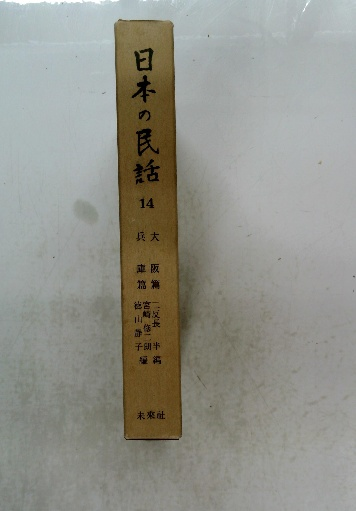 日本の民話
14
大阪篇 二反長半編
兵庫篇 宮崎修二朗 徳山静子 編
未來社